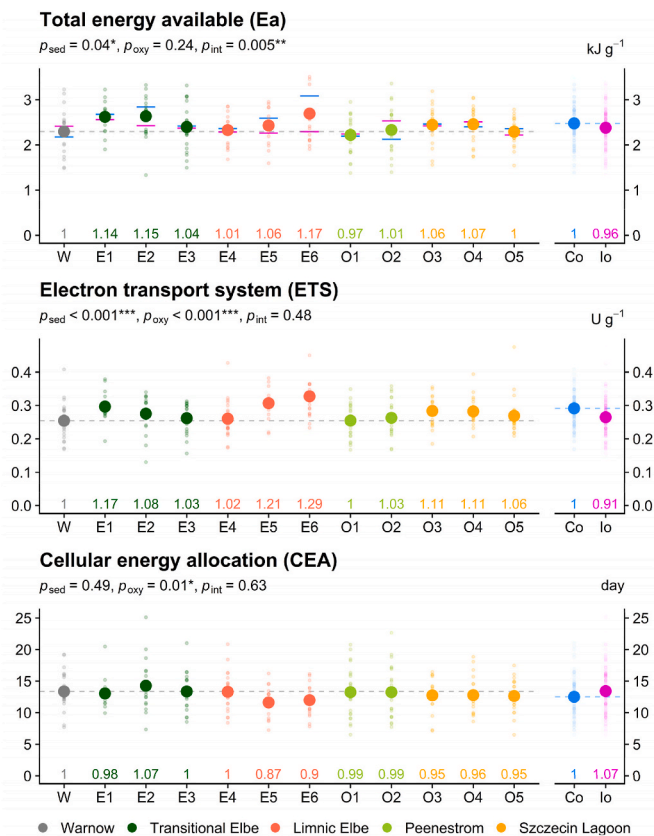 Total energy available (Ea)
p_sed = 0.04*, p_oxy = 0.24, p_int = 0.005**
kJ g⁻¹
3 3
2 2
1 1
0 1 1.14 1.15 1.04 1.01 1.06 1.17 0.97 1.01 1.06 1.07 1 1 0.96 0
W E1 E2 E3 E4 E5 E6 O1 O2 O3 O4 O5 Co Io
Electron transport system (ETS)
p_sed < 0.001***, p_oxy < 0.001***, p_int = 0.48
U g⁻¹
0.4 0.4
0.3 0.3
0.2 0.2
0.1 0.1
0.0 1 1.17 1.08 1.03 1.02 1.21 1.29 1 1.03 1.11 1.11 1.06 1 0.91 0.0
W E1 E2 E3 E4 E5 E6 O1 O2 O3 O4 O5 Co Io
Cellular energy allocation (CEA)
p_sed = 0.49, p_oxy = 0.01*, p_int = 0.63
day
25 25
20 20
15 15
10 10
5 5
0 1 0.98 1.07 1 1 0.87 0.9 0.99 0.99 0.95 0.96 0.95 1 1.07 0
W E1 E2 E3 E4 E5 E6 O1 O2 O3 O4 O5 Co Io
Warnow Transitional Elbe Limnic Elbe Peenestrom Szczecin Lagoon